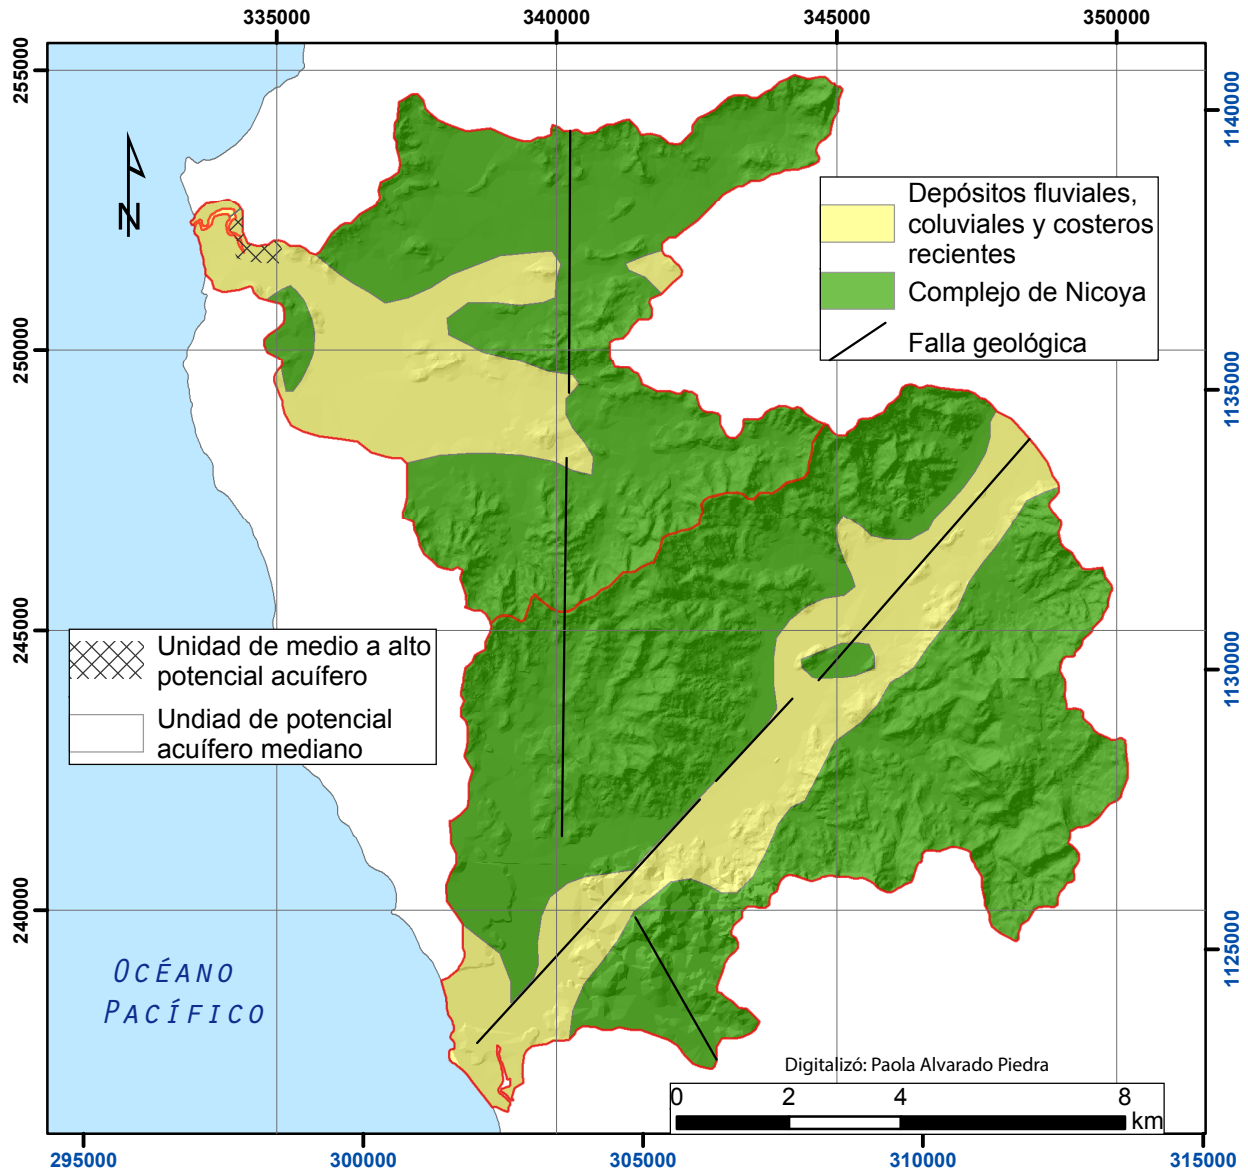 335000 340000 345000 350000
255000
250000
245000
240000
1140000
1135000
1130000
1125000
N
Depósitos fluviales,
coluviales y costeros
recientes
Complejo de Nicoya
Falla geológica
Unidad de medio a alto
potencial acuífero
Undiad de potencial
acuífero mediano
OCÉANO
PACÍFICO
Digitalizó: Paola Alvarado Piedra
0 2 4 8
km
295000 300000 305000 310000 315000